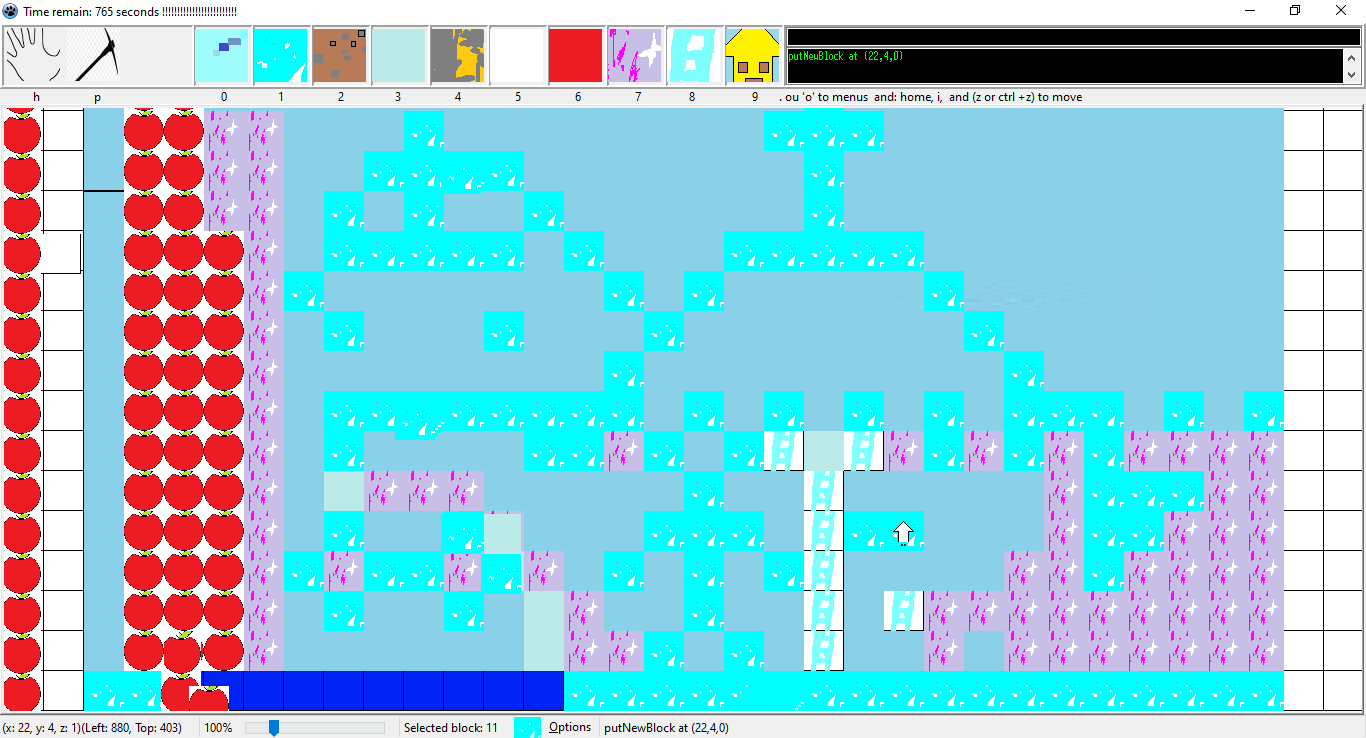 Time remain: 765 seconds !!!!!!!!!!!!!!!!!!!!!!!!!
putNewBlock at (22,4,0)
h p 0 1 2 3 4 5 6 7 8 9 . ou 'o' to menus and: home, i, and (z or ctrl +z) to move
(x: 22, y: 4, z: 1)(Left: 880, Top: 403) 100% Selected block: 11 Options putNewBlock at (22,4,0)